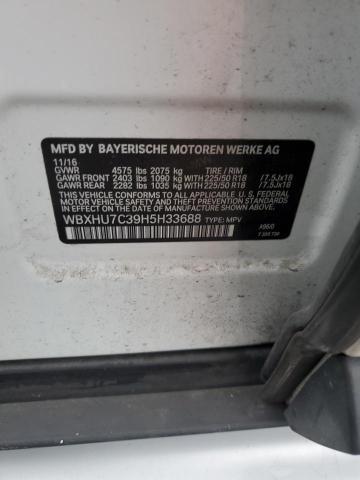 MFD BY BAYERISCHE MOTOREN WERKE AG
11/16
GVWR 4575 lbs 2075 kg TIRE / RIM
GAWR FRONT 2403 lbs 1090 kg WITH 225/50 R18 /7.5Jx18
GAWR REAR 2282 lbs 1035 kg WITH 225/50 R18 /7.5Jx18
THIS VEHICLE CONFORMS TO ALL APPLICABLE U.S. FEDERAL
MOTOR VEHICLE SAFETY, BUMPER, AND THEFT PREVENTION
STANDARDS IN EFFECT ON THE DATE OF MANUFACTURE
SHOWN ABOVE.
WBXHU7C39H5H33688 TYPE: MPV
A96/0